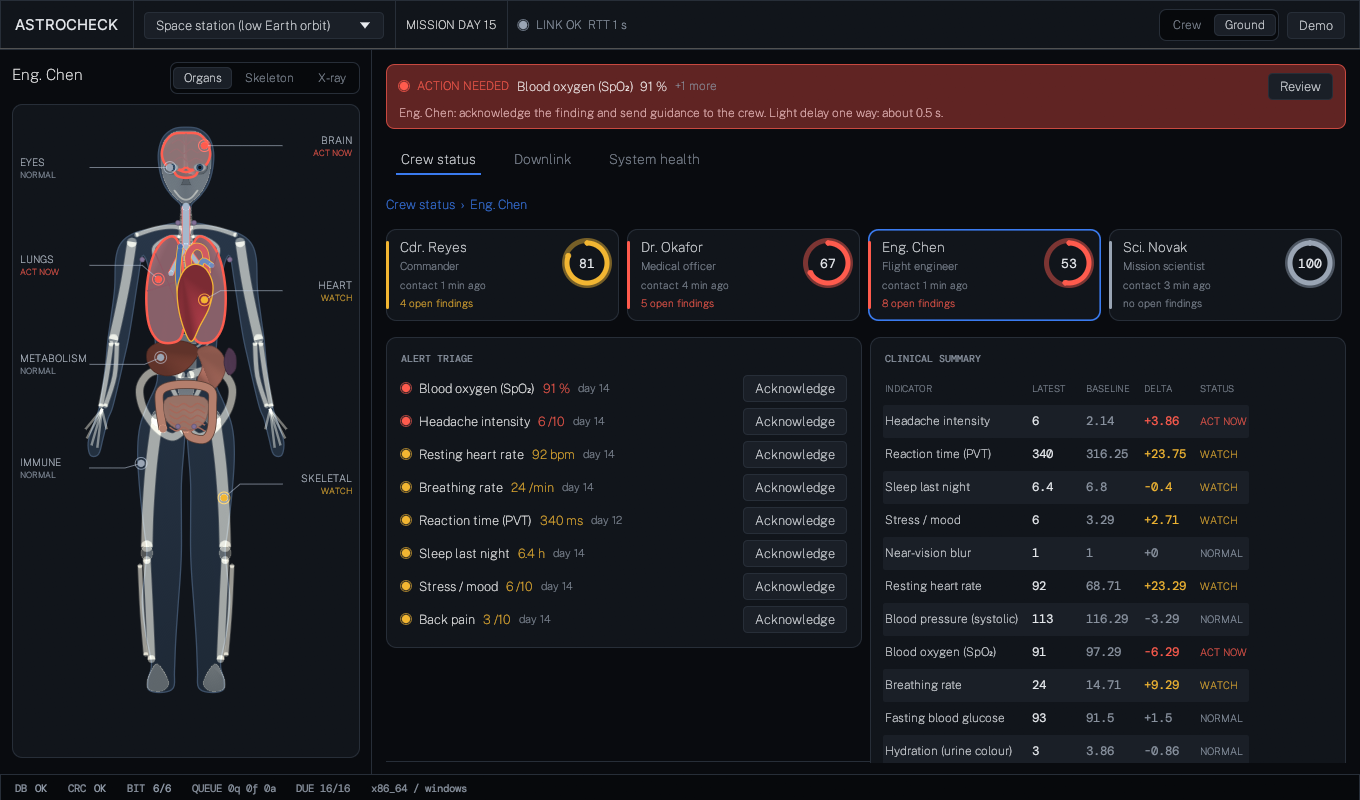 ASTROCHECK
Space station (low Earth orbit)
MISSION DAY 15
LINK OK RTT 1 s
Crew
Ground
Demo
Eng. Chen
Organs
Skeleton
X-ray
BRAIN
ACT NOW
EYES
NORMAL
LUNGS
ACT NOW
HEART
WATCH
METABOLISM
NORMAL
IMMUNE
NORMAL
SKELETAL
WATCH
ACTION NEEDED Blood oxygen (SpO₂) 91 % +1 more
Review
Eng. Chen: acknowledge the finding and send guidance to the crew. Light delay one way: about 0.5 s.
Crew status
Downlink
System health
Crew status › Eng. Chen
Cdr. Reyes
Commander
contact 1 min ago
4 open findings
81
Dr. Okafor
Medical officer
contact 4 min ago
5 open findings
67
Eng. Chen
Flight engineer
contact 1 min ago
8 open findings
53
Sci. Novak
Mission scientist
contact 3 min ago
no open findings
100
ALERT TRIAGE
Blood oxygen (SpO₂) 91 % day 14 Acknowledge
Headache intensity 6 /10 day 14 Acknowledge
Resting heart rate 92 bpm day 14 Acknowledge
Breathing rate 24 /min day 14 Acknowledge
Reaction time (PVT) 340 ms day 12 Acknowledge
Sleep last night 6.4 h day 14 Acknowledge
Stress / mood 6 /10 day 14 Acknowledge
Back pain 3 /10 day 14 Acknowledge
CLINICAL SUMMARY
INDICATOR LATEST BASELINE DELTA STATUS
Headache intensity 6 2.14 +3.86 ACT NOW
Reaction time (PVT) 340 316.25 +23.75 WATCH
Sleep last night 6.4 6.8 -0.4 WATCH
Stress / mood 6 3.29 +2.71 WATCH
Near-vision blur 1 1 +0 NORMAL
Resting heart rate 92 68.71 +23.29 WATCH
Blood pressure (systolic) 113 116.29 -3.29 NORMAL
Blood oxygen (SpO₂) 91 97.29 -6.29 ACT NOW
Breathing rate 24 14.71 +9.29 WATCH
Fasting blood glucose 93 91.5 +1.5 NORMAL
Hydration (urine colour) 3 3.86 -0.86 NORMAL
DB OK CRC OK BIT 6/6 QUEUE 0q 0f 0a DUE 16/16 x86_64 / windows